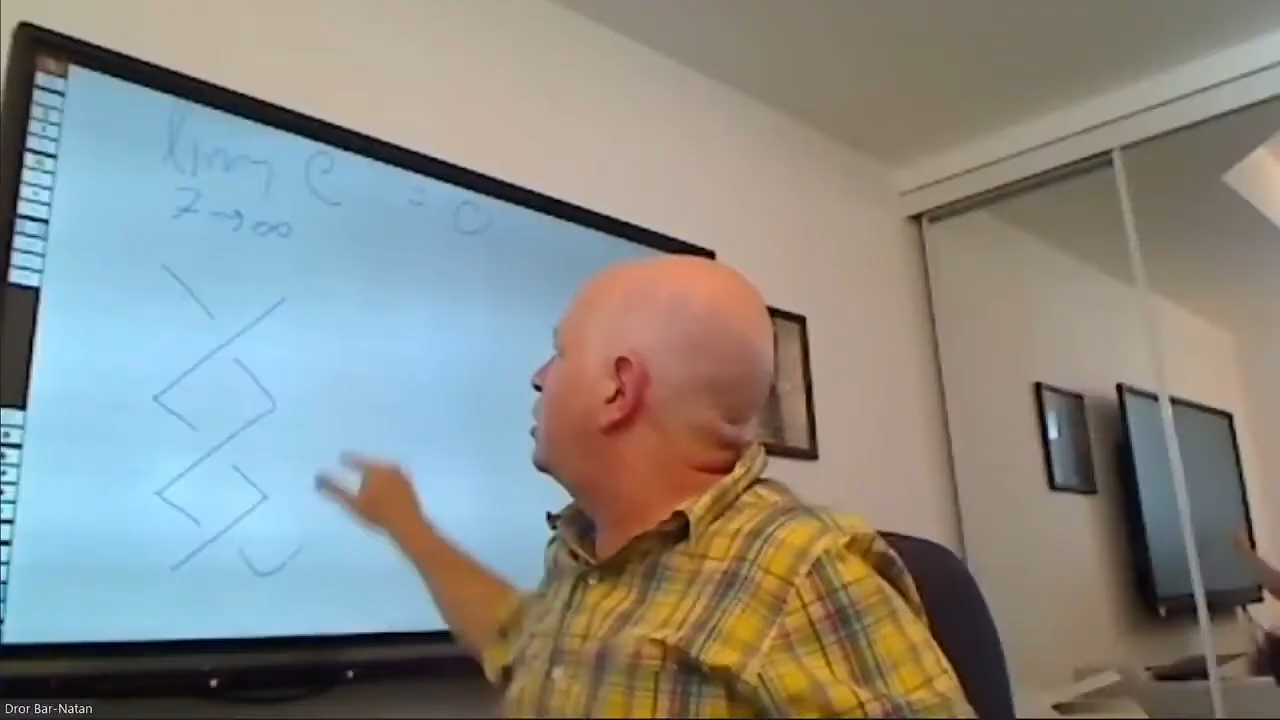 lim C = 0
z → ∞
Dror Bar-Natan